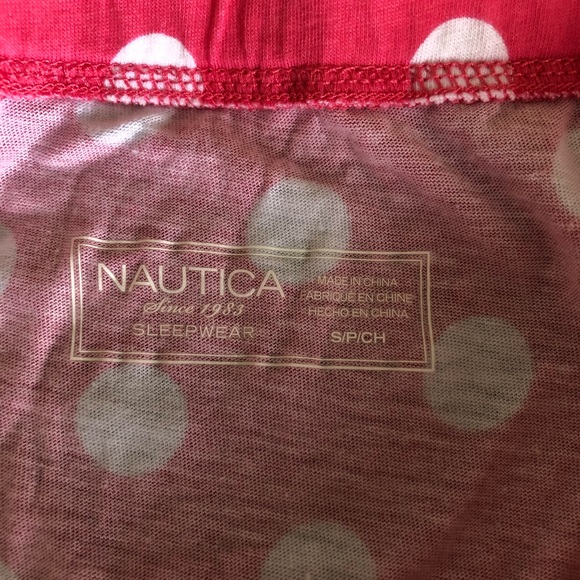 NAUTICA
Since 1983
SLEEPWEAR
MADE IN CHINA
FABRIQUE EN CHINE
HECHO EN CHINA
S/P/CH